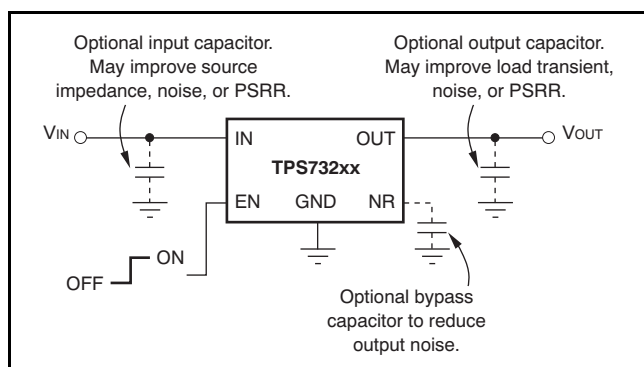 Optional input capacitor.
May improve source
impedance, noise, or PSRR.
Optional output capacitor.
May improve load transient,
noise, or PSRR.
VIN
IN
OUT
VOUT
TPS732xx
EN
GND
NR
OFF
ON
Optional bypass
capacitor to reduce
output noise.